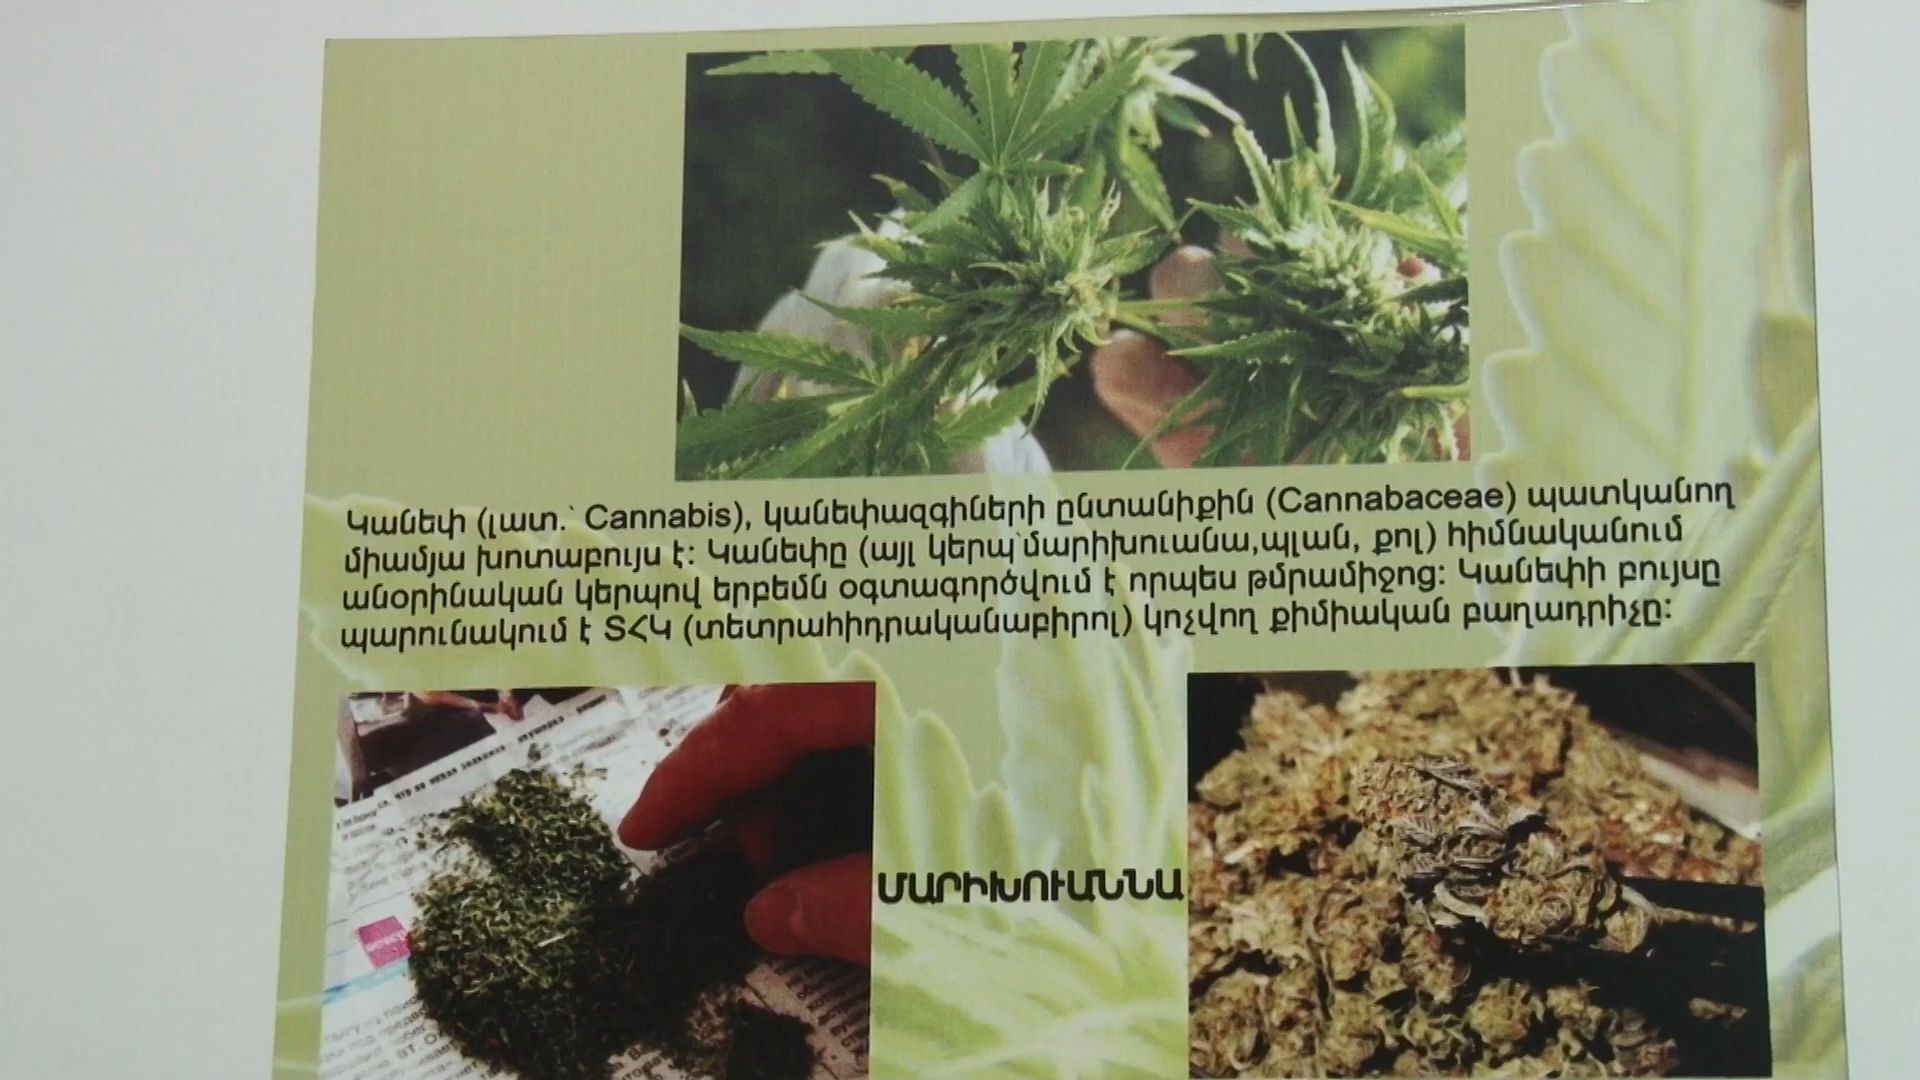 Կանեփ (լատ.՝ Cannabis), կանեփազգիների ընտանիքին (Cannabaceae) պատկանող
միամյա խոտաբույս է: Կանեփը (այլ կերպ՝մարիխուանա,պլան, քոլ) հիմնականում
անօրինական կերպով երբեմն օգտագործվում է որպես թմրամիջոց: Կանեփի բույսը
պարունակում է ՏՀԿ (տետրահիդրականաբիրոլ) կոչվող քիմիական բաղադրիչը:
ՄԱՐԻԽՈՒԱՆՆԱ